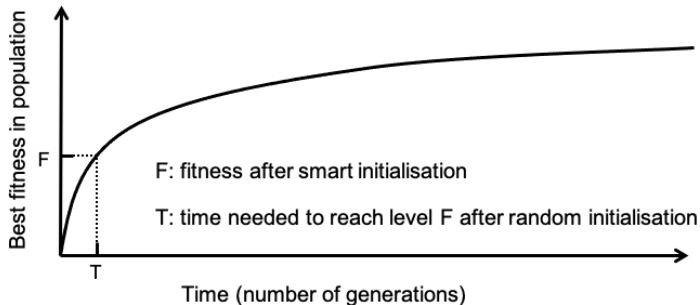 Best fitness in population
F
F: fitness after smart initialisation
T: time needed to reach level F after random initialisation
T
Time (number of generations)